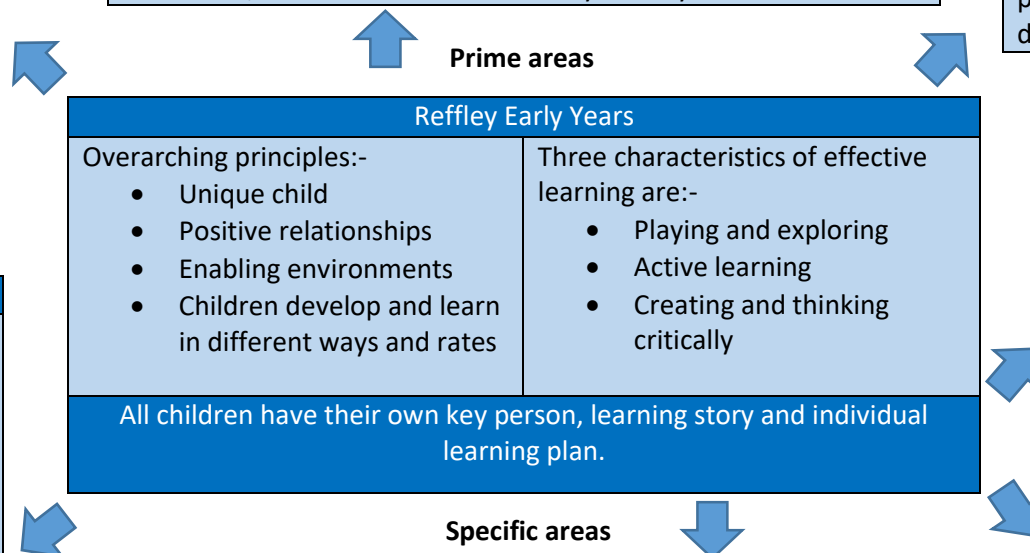 Prime areas
Reffley Early Years
Overarching principles:-
• Unique child
• Positive relationships
• Enabling environments
• Children develop and learn
in different ways and rates
Three characteristics of effective
learning are:-
• Playing and exploring
• Active learning
• Creating and thinking
critically
All children have their own key person, learning story and individual
learning plan.
Specific areas